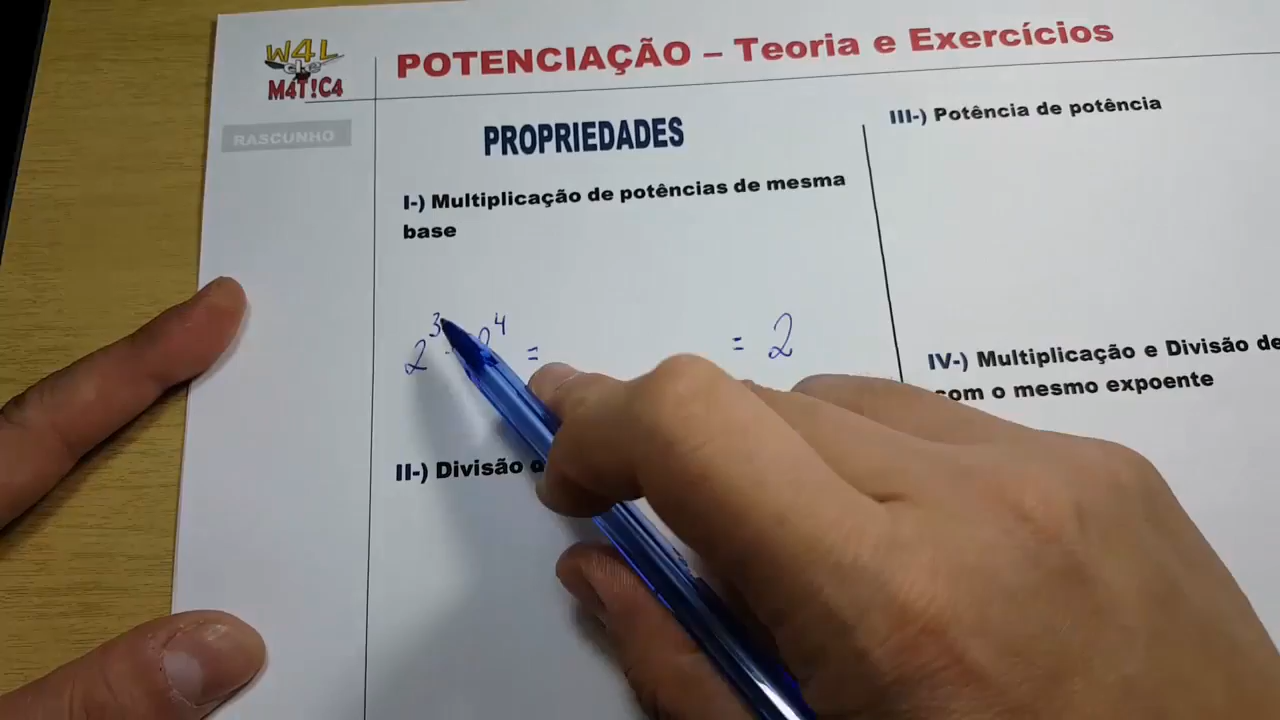 W4L
cke
M4T!C4
POTENCIAÇÃO – Teoria e Exercícios
RASCUNHO
PROPRIEDADES
I-) Multiplicação de potências de mesma
base
2³ · 2⁴ = = 2
II-) Divisão
III-) Potência de potência
IV-) Multiplicação e Divisão de
com o mesmo expoente